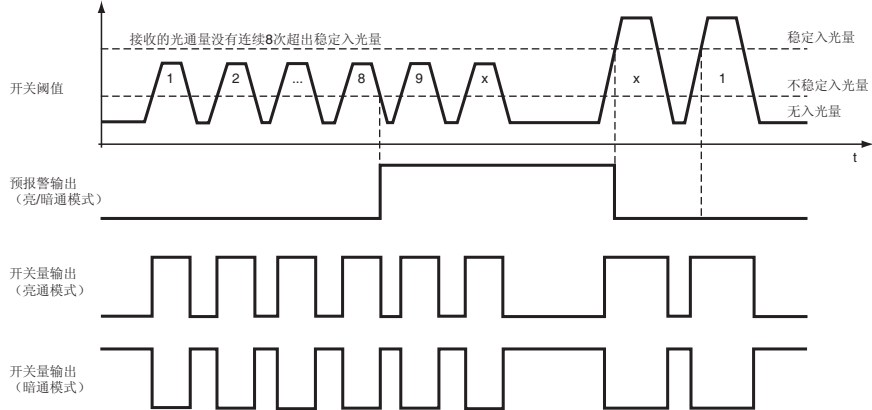 接收的光通量没有连续8次超出稳定入光量
稳定入光量
开关阈值
1 2 ... 8 9 x x 1
不稳定入光量
无入光量
t
预报警输出
（亮/暗通模式）
开关量输出
（亮通模式）
开关量输出
（暗通模式）